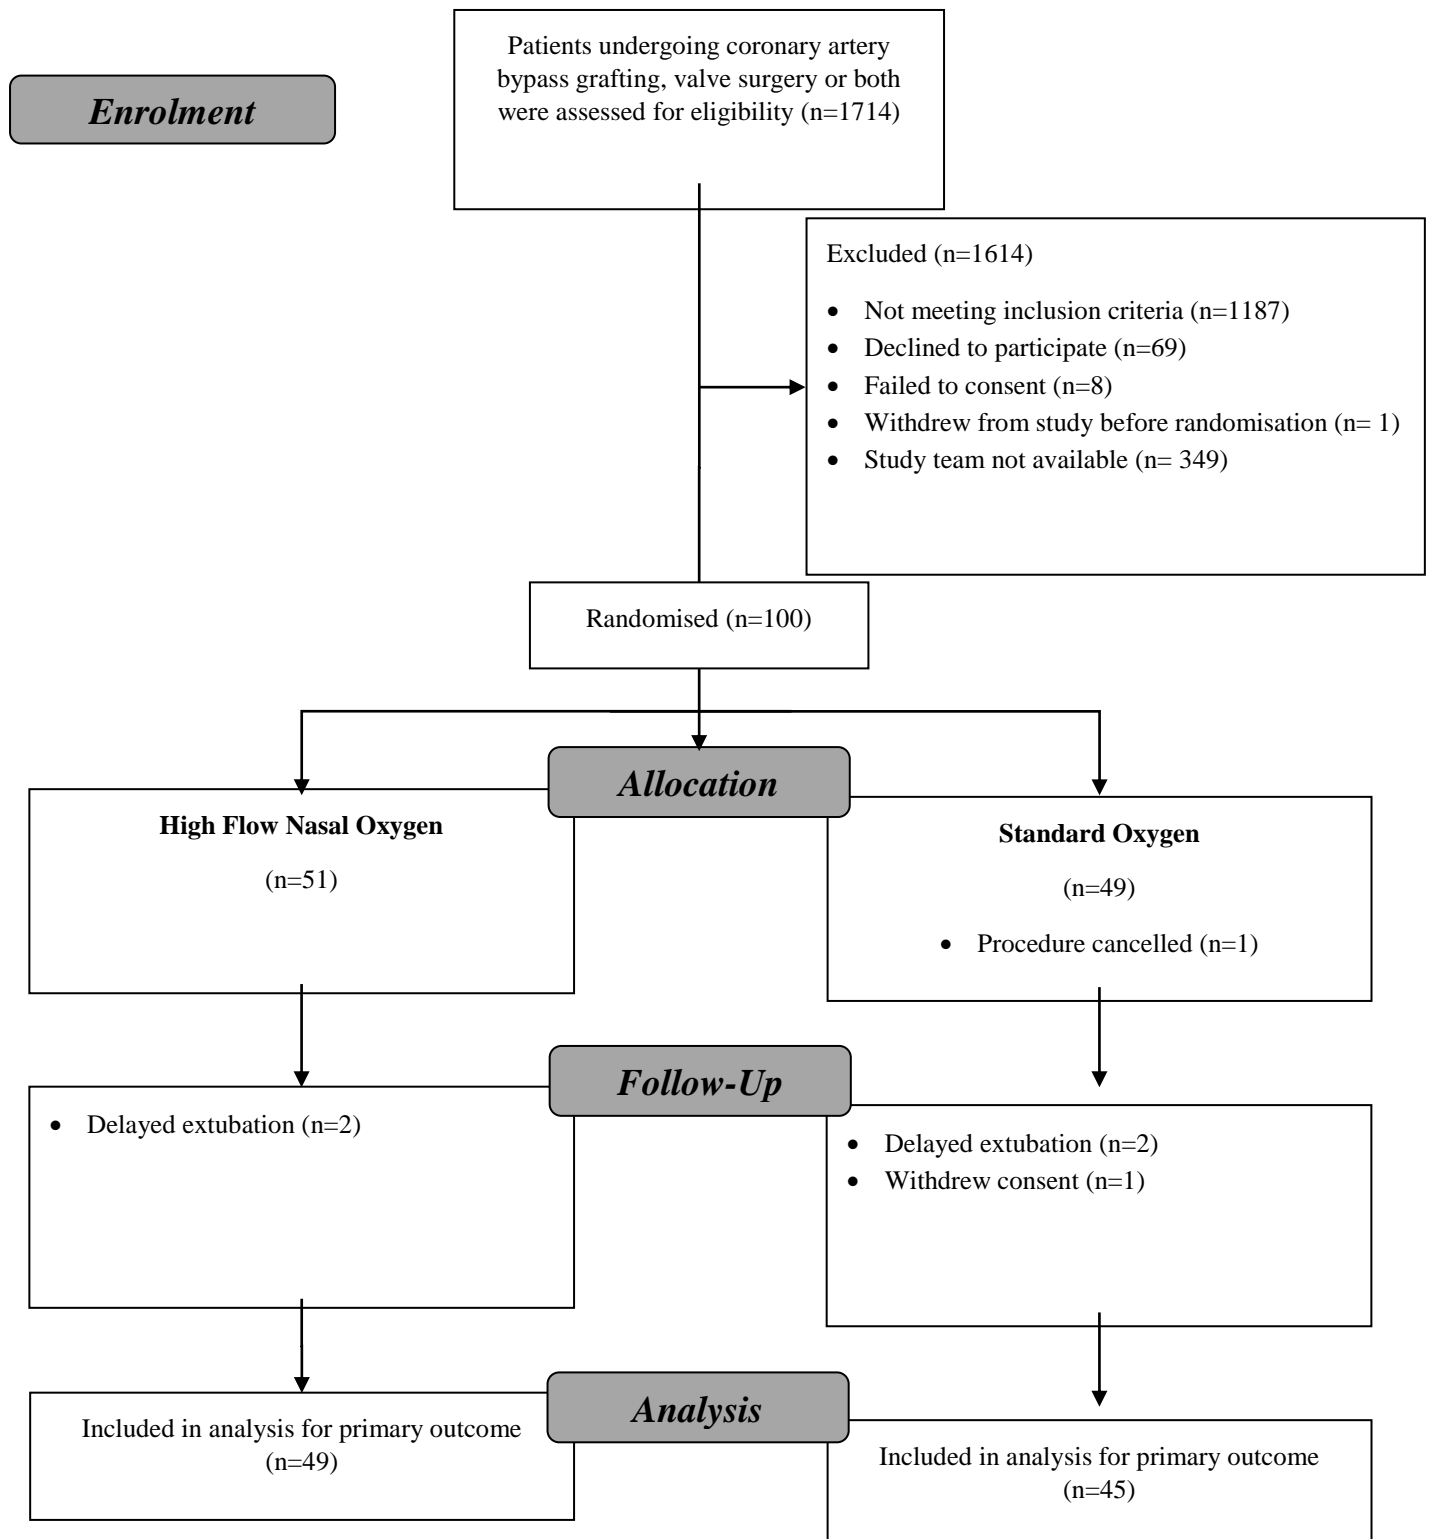 Patients undergoing coronary artery
bypass grafting, valve surgery or both
were assessed for eligibility (n=1714)
Enrolment
Excluded (n=1614)
• Not meeting inclusion criteria (n=1187)
• Declined to participate (n=69)
• Failed to consent (n=8)
• Withdrew from study before randomisation (n= 1)
• Study team not available (n= 349)
Randomised (n=100)
Allocation
High Flow Nasal Oxygen
(n=51)
Standard Oxygen
(n=49)
• Procedure cancelled (n=1)
Follow-Up
• Delayed extubation (n=2)
• Delayed extubation (n=2)
• Withdrew consent (n=1)
Analysis
Included in analysis for primary outcome
(n=49)
Included in analysis for primary outcome
(n=45)